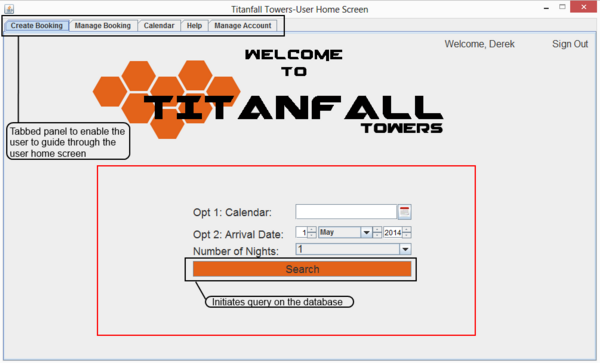 Titanfall Towers-User Home Screen
Create Booking Manage Booking Calendar Help Manage Account
Welcome, Derek Sign Out
WELCOME
TO
TITANFALL
TOWERS
Tabbed panel to enable the
user to guide through the
user home screen
Opt 1: Calendar:
Opt 2: Arrival Date: 1 May 2014
Number of Nights: 1
Search
Initiates query on the database